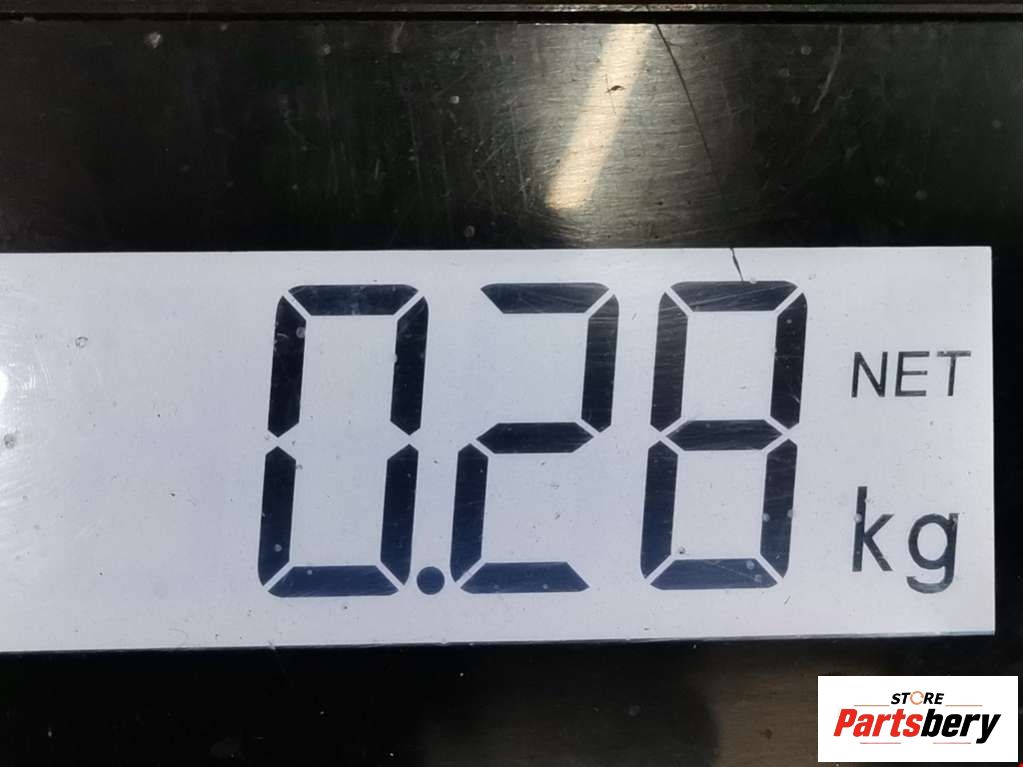 0.28 NET
kg
STORE
Partsbery